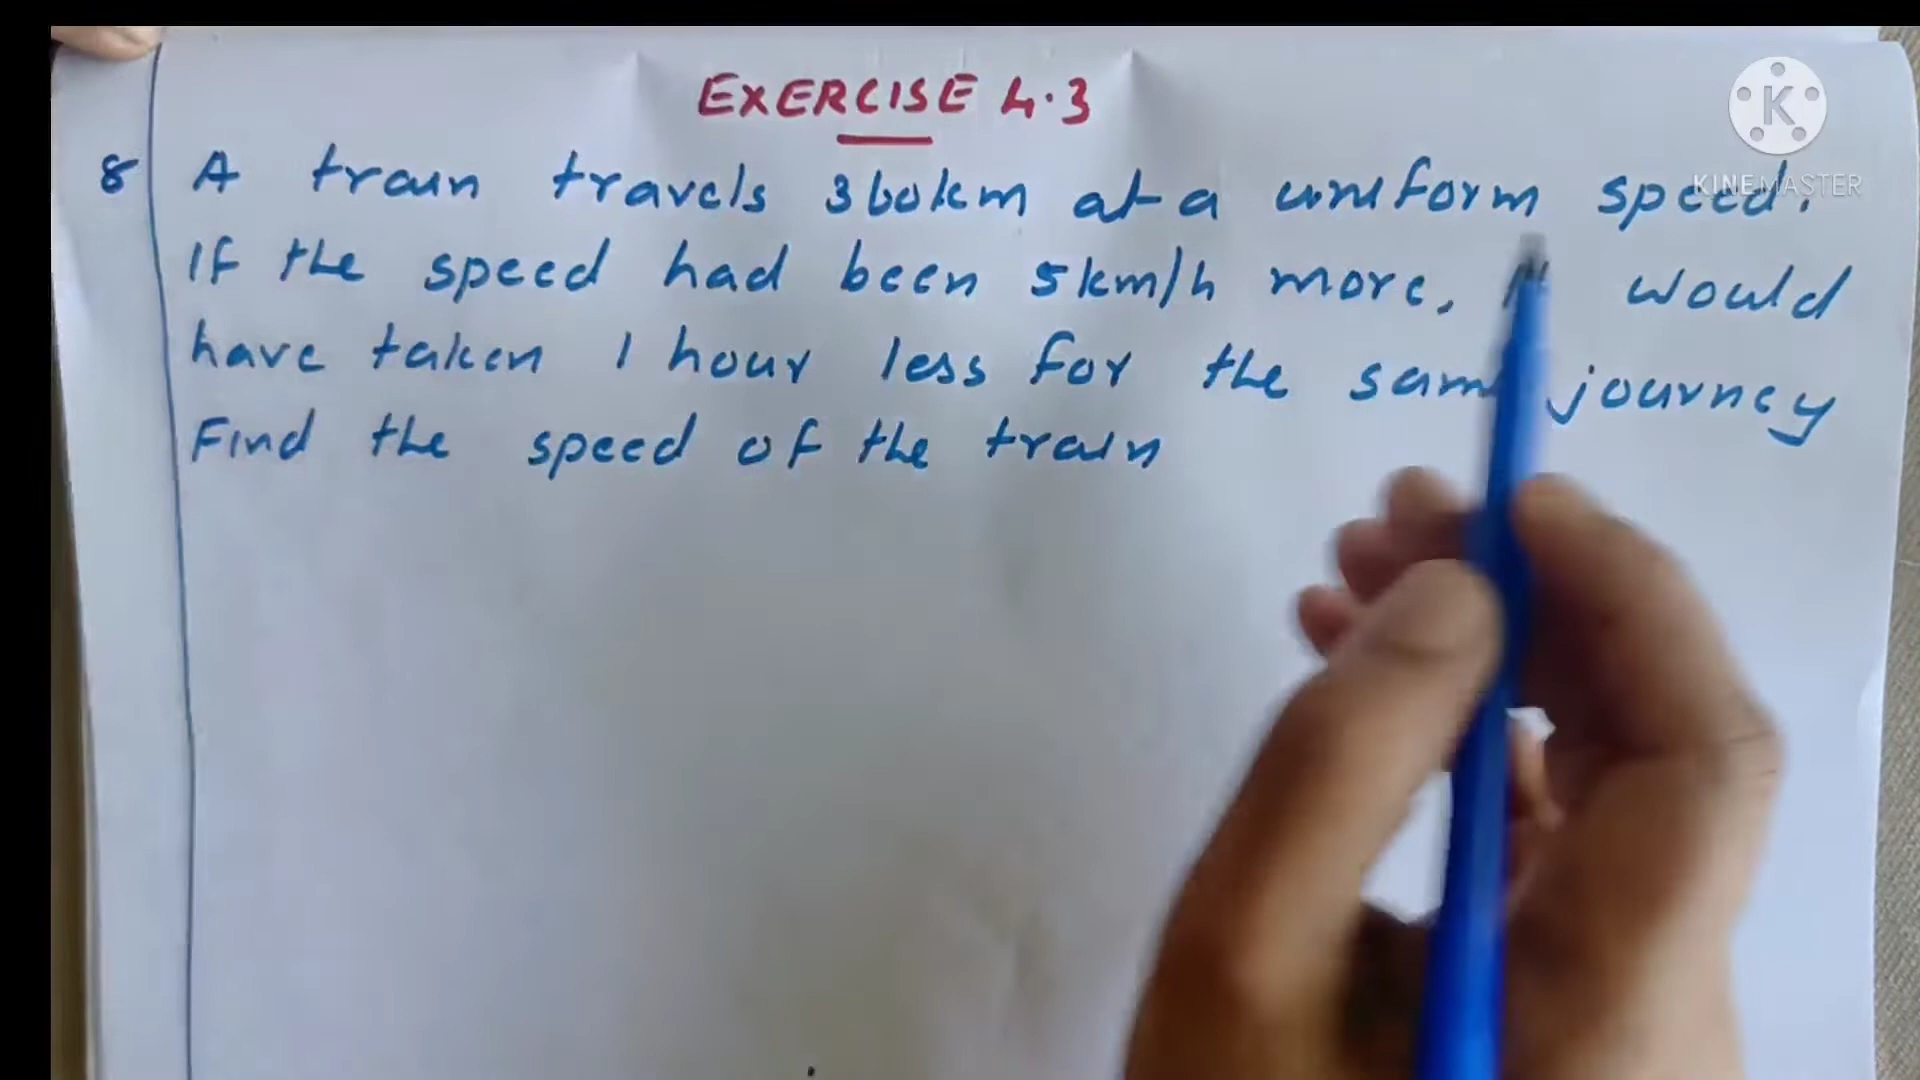 EXERCISE 4.3
8 A train travels 360km at a uniform speed.
If the speed had been 5km/h more, would
have taken 1 hour less for the same journey
Find the speed of the train
K
KINEMASTER